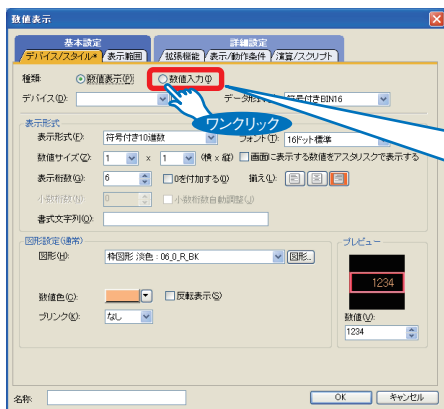 数値表示
基本設定
詳細設定
デバイス/スタイル*
表示範囲
拡張機能
表示/動作条件
演算/スクリプト
種類:
数値表示(P)
数値入力(I)
デバイス(D):
符号付きBIN16
ワンクリック
表示形式
表示形式(F):
符号付き10進数
フォント(T):
16ドット標準
数値サイズ(Z):
1
×
1
(横 x 縦)
画面に表示する数値をアスタリスクで表示する
表示桁数(G):
6
0を付加する(0)
揃え(L):
小数桁数(N):
0
小数桁数自動調整(J)
書式文字列(O):
図形設定(通常)
図形(H):
枠図形 淡色 : 06_0_R_BK
図形...
数値色(C):
反転表示(S)
ブリンク(K):
なし
プレビュー
1234
数値(V):
1234
名称:
OK
キャンセル